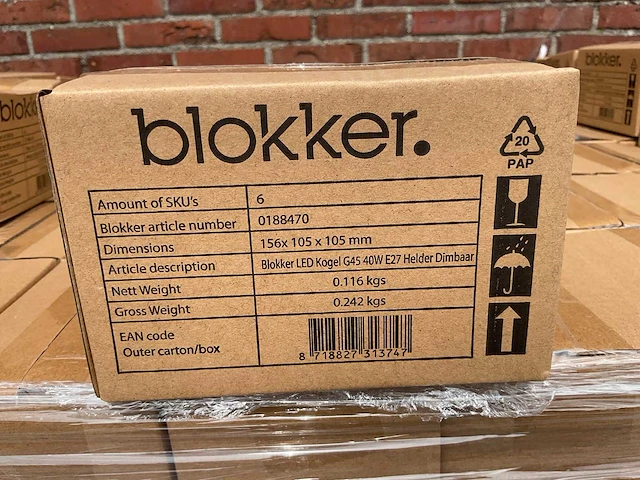 blokker.
20
PAP
Amount of SKU's 6
Blokker article number 0188470
Dimensions 156x 105 x 105 mm
Article description Blokker LED Kogel G45 40W E27 Helder Dimbaar
Nett Weight 0.116 kgs
Gross Weight 0.242 kgs
EAN code
Outer carton/box
8 718827 313747
blokker.
blok